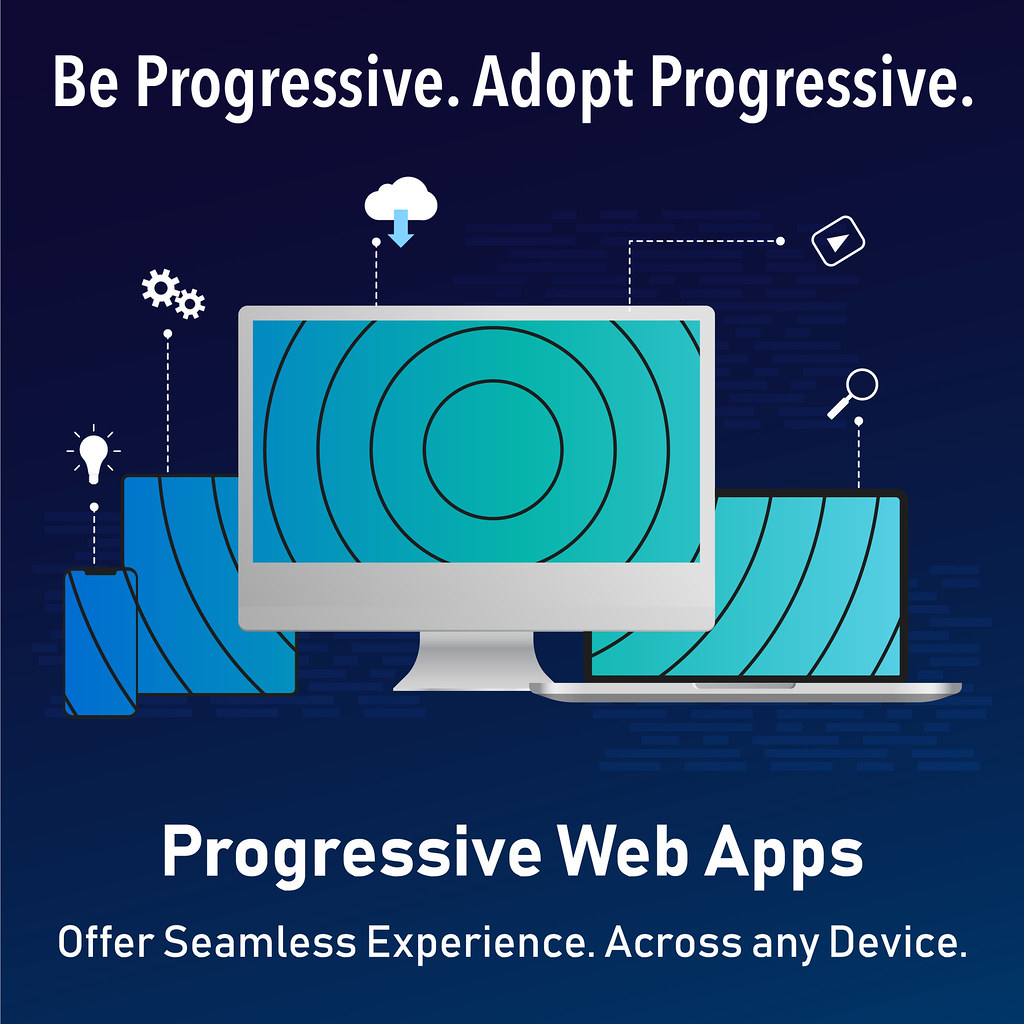 Be Progressive. Adopt Progressive.
Progressive Web Apps
Offer Seamless Experience. Across any Device.